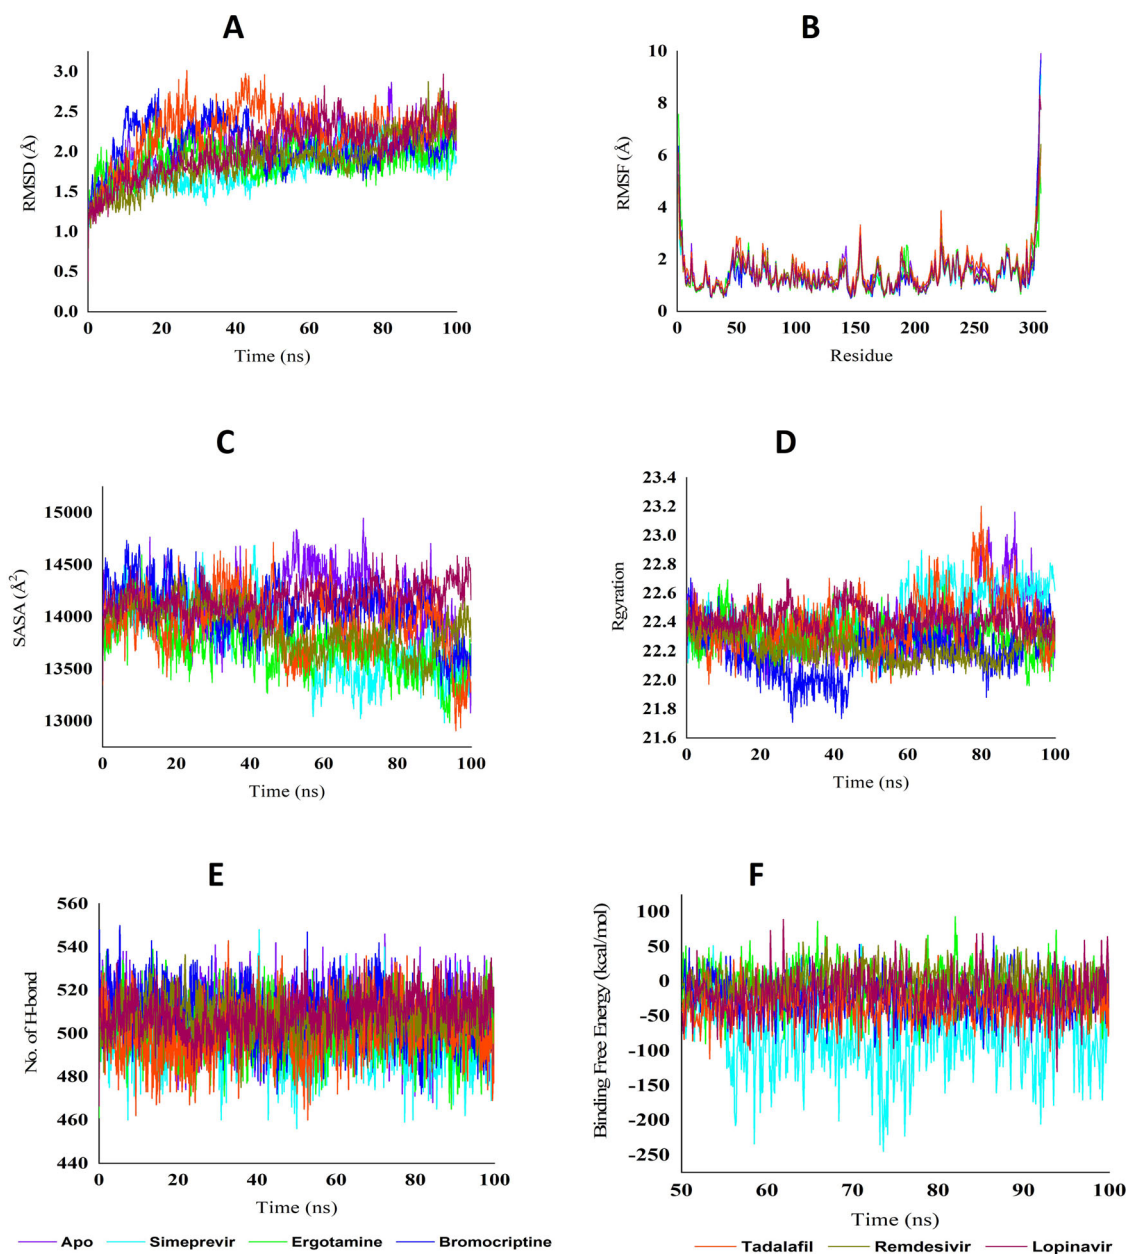 A
RMSD (Å)
3.0
2.5
2.0
1.5
1.0
0.5
0.0
0 20 40 60 80 100
Time (ns)
B
RMSF (Å)
10
8
6
4
2
0
0 50 100 150 200 250 300
Residue
C
SASA (Å²)
15000
14500
14000
13500
13000
0 20 40 60 80 100
Time (ns)
D
Rgyration
23.4
23.2
23.0
22.8
22.6
22.4
22.2
22.0
21.8
21.6
0 20 40 60 80 100
Time (ns)
E
No. of H-bond
560
540
520
500
480
460
440
0 20 40 60 80 100
Time (ns)
F
Binding Free Energy (kcal/mol)
100
50
0
-50
-100
-150
-200
-250
50 60 70 80 90 100
Time (ns)
Apo Simeprevir Ergotamine Bromocriptine Tadalafil Remdesivir Lopinavir